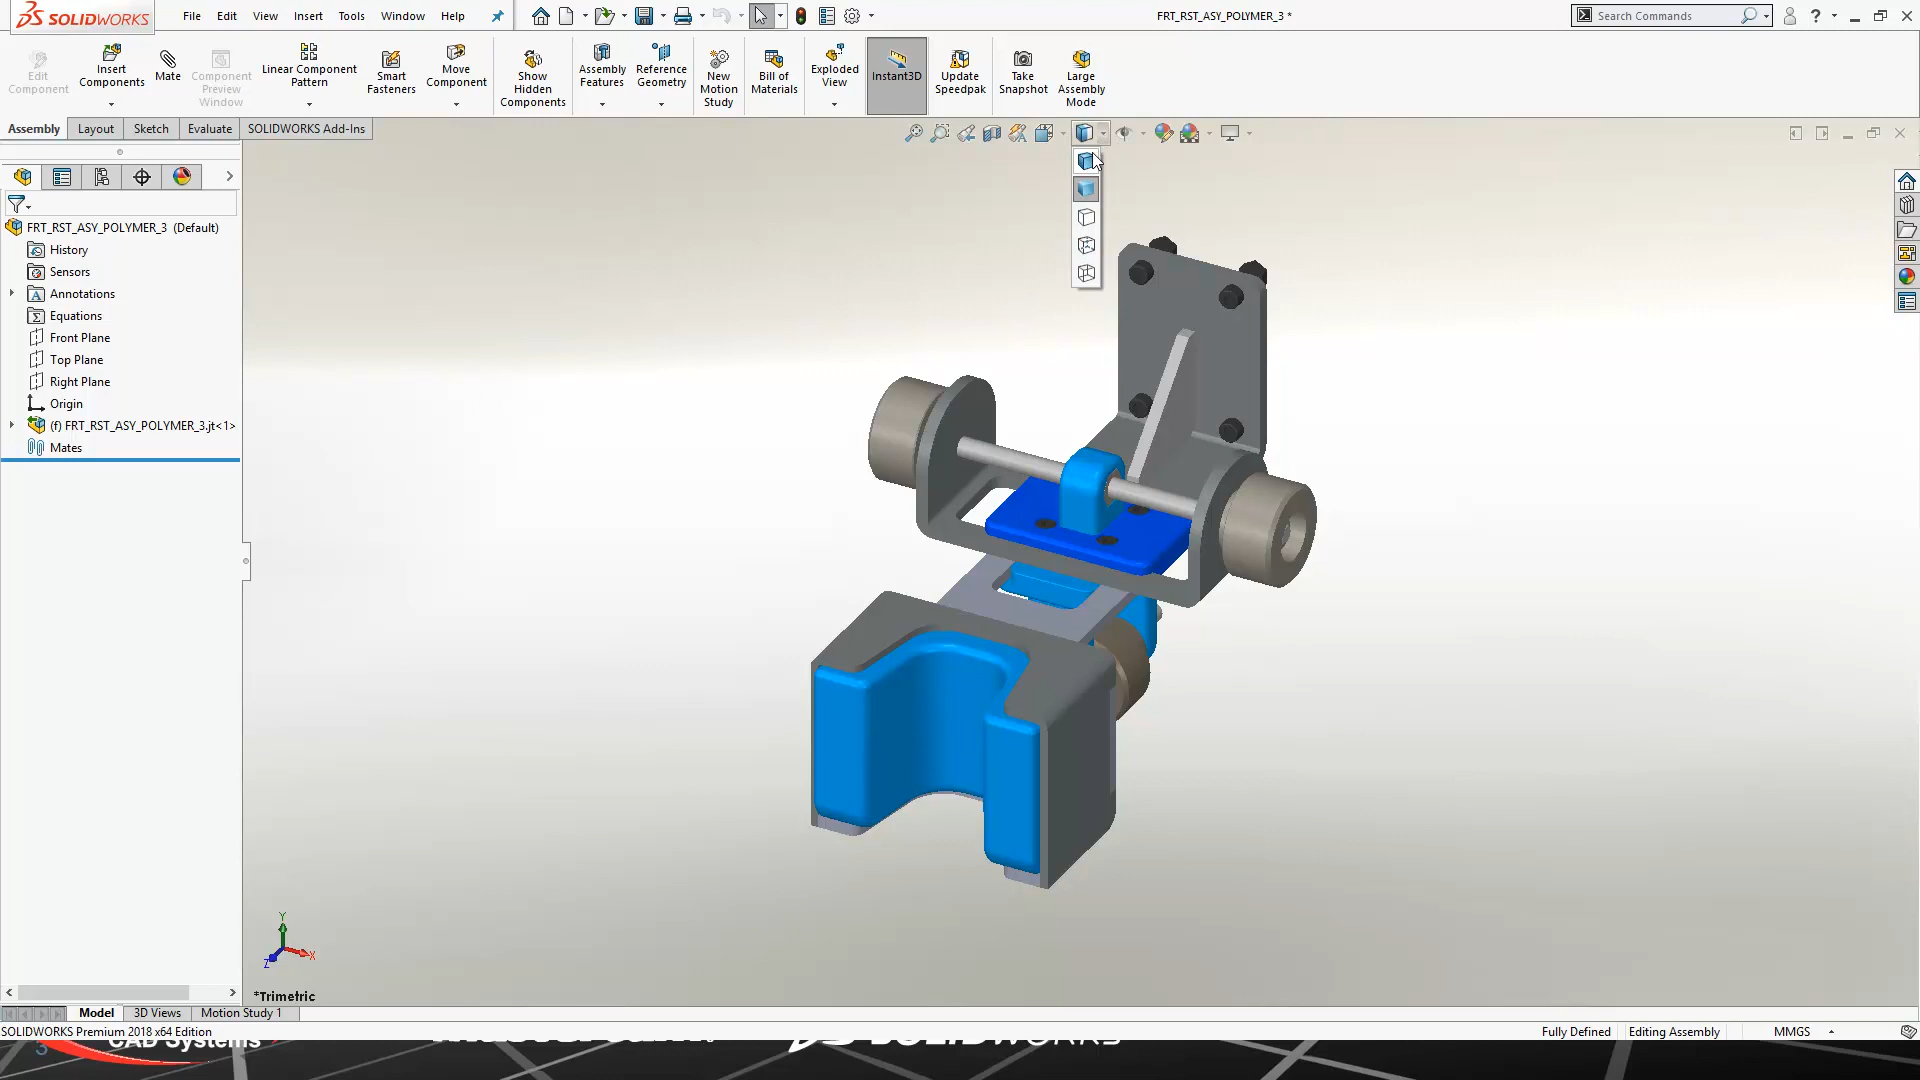 SOLIDWORKS
File Edit View Insert Tools Window Help
FRT_RST_ASY_POLYMER_3 *
Search Commands
?
Edit Component
Insert Components
Mate
Component Preview Window
Linear Component Pattern
Smart Fasteners
Move Component
Show Hidden Components
Assembly Features
Reference Geometry
New Motion Study
Bill of Materials
Exploded View
Instant3D
Update Speedpak
Take Snapshot
Large Assembly Mode
Assembly Layout Sketch Evaluate SOLIDWORKS Add-Ins
FRT_RST_ASY_POLYMER_3 (Default)
History
Sensors
Annotations
Equations
Front Plane
Top Plane
Right Plane
Origin
(f) FRT_RST_ASY_POLYMER_3.jt<1>
Mates
Y
X
Z
*Trimetric
Model 3D Views Motion Study 1
SOLIDWORKS Premium 2018 x64 Edition
Fully Defined Editing Assembly MMGS
CAD Systems
SOLIDWORKS